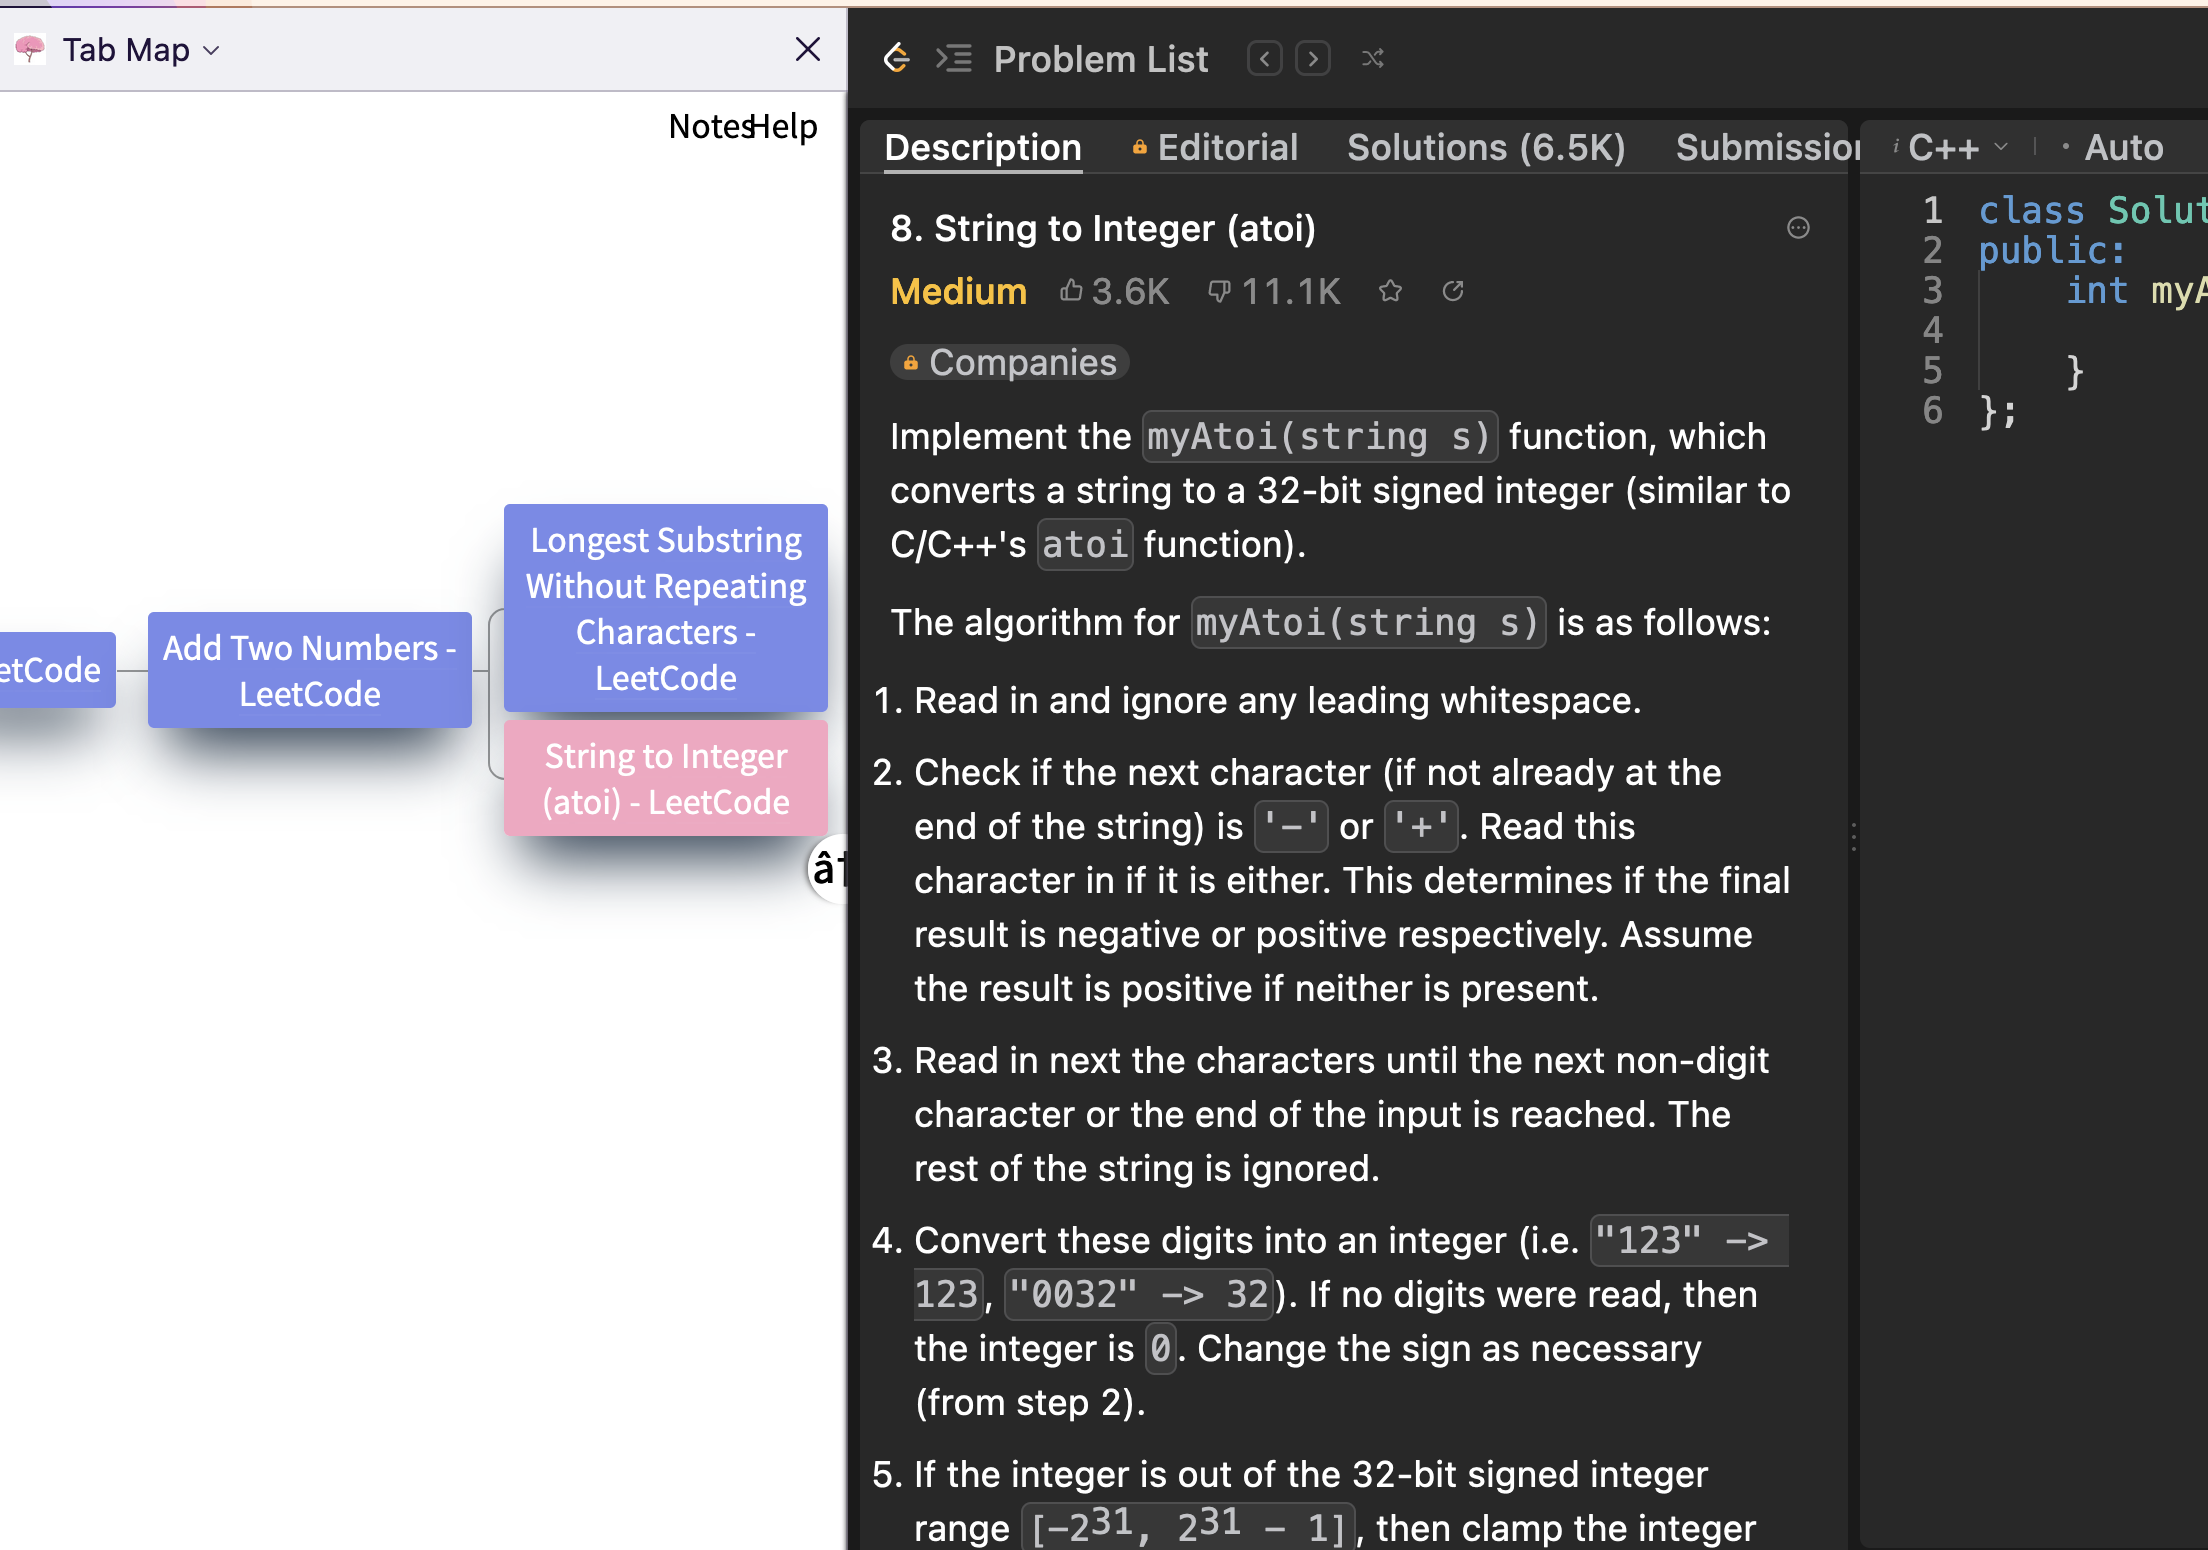 Tab Map
Notes
Help
etCode
Add Two Numbers -
LeetCode
Longest Substring
Without Repeating
Characters -
LeetCode
String to Integer
(atoi) - LeetCode
Problem List
Description
Editorial
Solutions (6.5K)
Submission
8. String to Integer (atoi)
Medium 3.6K 11.1K
Companies
Implement the myAtoi(string s) function, which
converts a string to a 32-bit signed integer (similar to
C/C++'s atoi function).
The algorithm for myAtoi(string s) is as follows:
1. Read in and ignore any leading whitespace.
2. Check if the next character (if not already at the
end of the string) is '-' or '+'. Read this
character in if it is either. This determines if the final
result is negative or positive respectively. Assume
the result is positive if neither is present.
3. Read in next the characters until the next non-digit
character or the end of the input is reached. The
rest of the string is ignored.
4. Convert these digits into an integer (i.e. "123" ->
123, "0032" -> 32). If no digits were read, then
the integer is 0. Change the sign as necessary
(from step 2).
5. If the integer is out of the 32-bit signed integer
range [-2³¹, 2³¹ - 1], then clamp the integer
i C++ • Auto
1 class Solut
2 public:
3 int myA
4
5 }
6 };